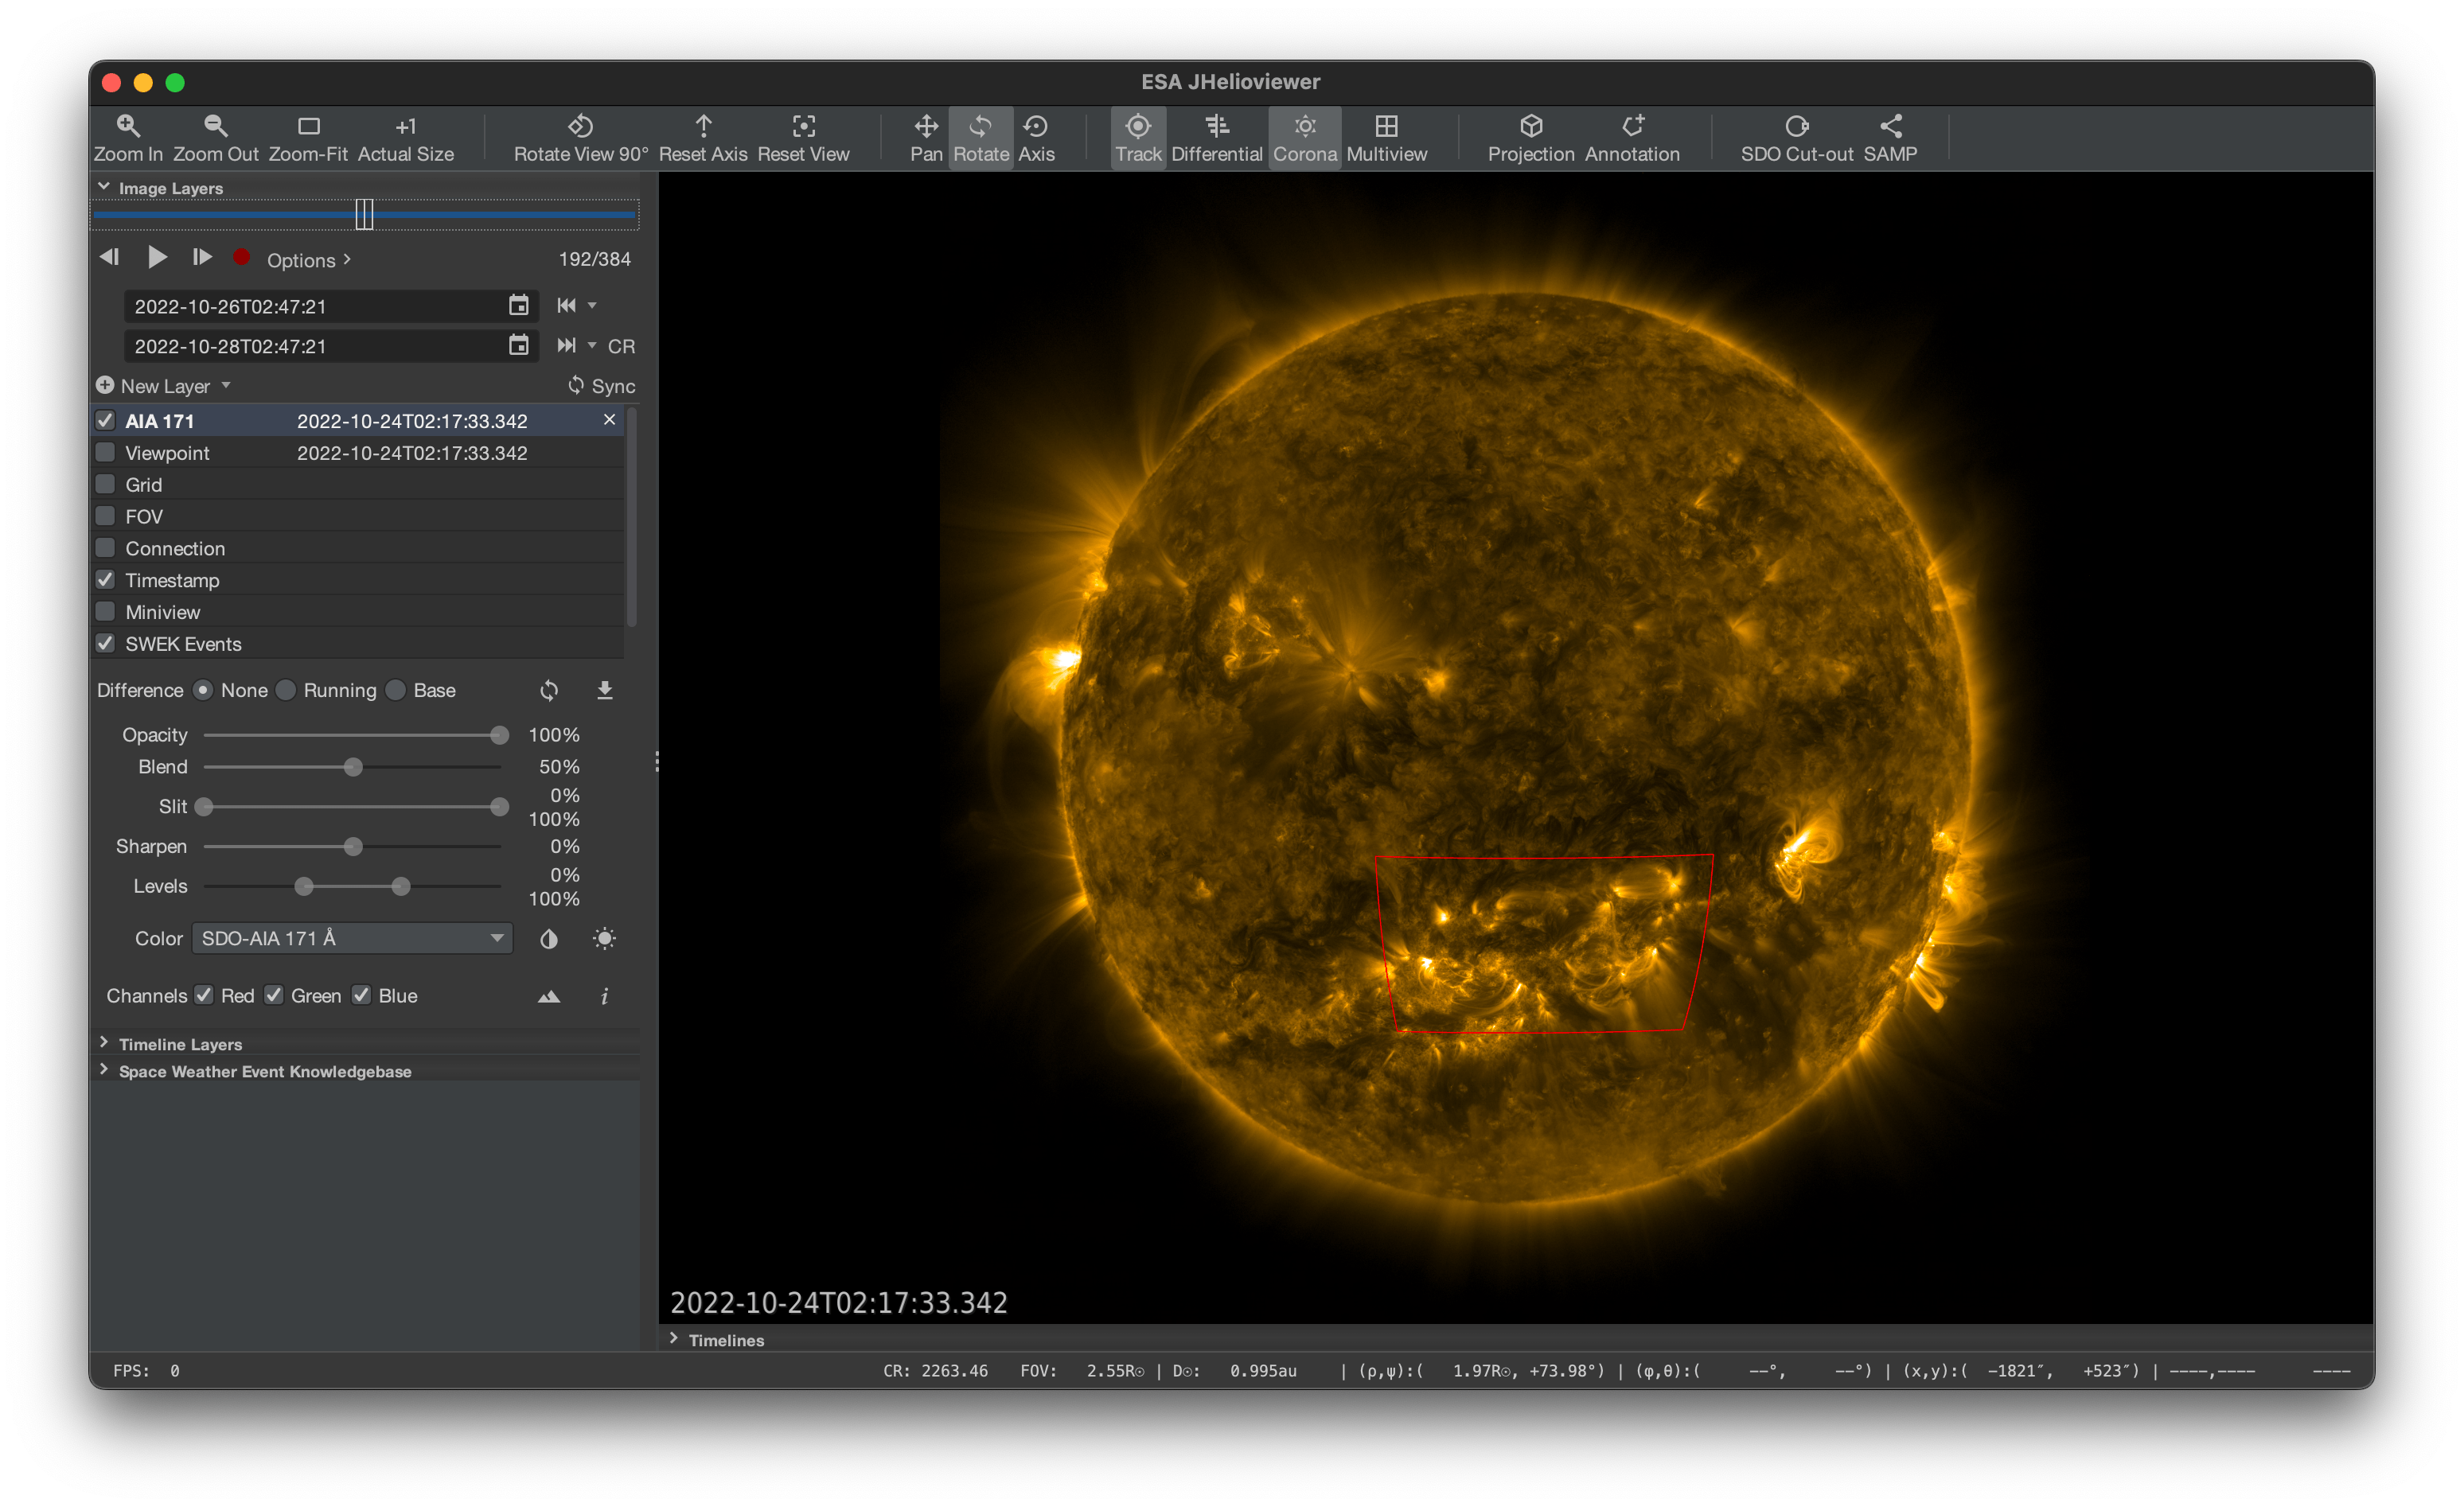 ESA JHelioviewer
Zoom In Zoom Out Zoom-Fit Actual Size Rotate View 90° Reset Axis Reset View Pan Rotate Axis Track Differential Corona Multiview Projection Annotation SDO Cut-out SAMP
Image Layers
Options 192/384
2022-10-26T02:47:21
2022-10-28T02:47:21 CR
New Layer Sync
AIA 171 2022-10-24T02:17:33.342
Viewpoint 2022-10-24T02:17:33.342
Grid
FOV
Connection
Timestamp
Miniview
SWEK Events
Difference None Running Base
Opacity 100%
Blend 50%
Slit 0%
100%
Sharpen 0%
Levels 0%
100%
Color SDO-AIA 171 Å
Channels Red Green Blue
Timeline Layers
Space Weather Event Knowledgebase
2022-10-24T02:17:33.342
Timelines
FPS: 0 CR: 2263.46 FOV: 2.55R☉ | D☉: 0.995au | (ρ,ψ):( 1.97R☉, +73.98°) | (φ,θ):( −−°, −−°) | (x,y):( −1821″, +523″) | −−−−,−−−− −−−−